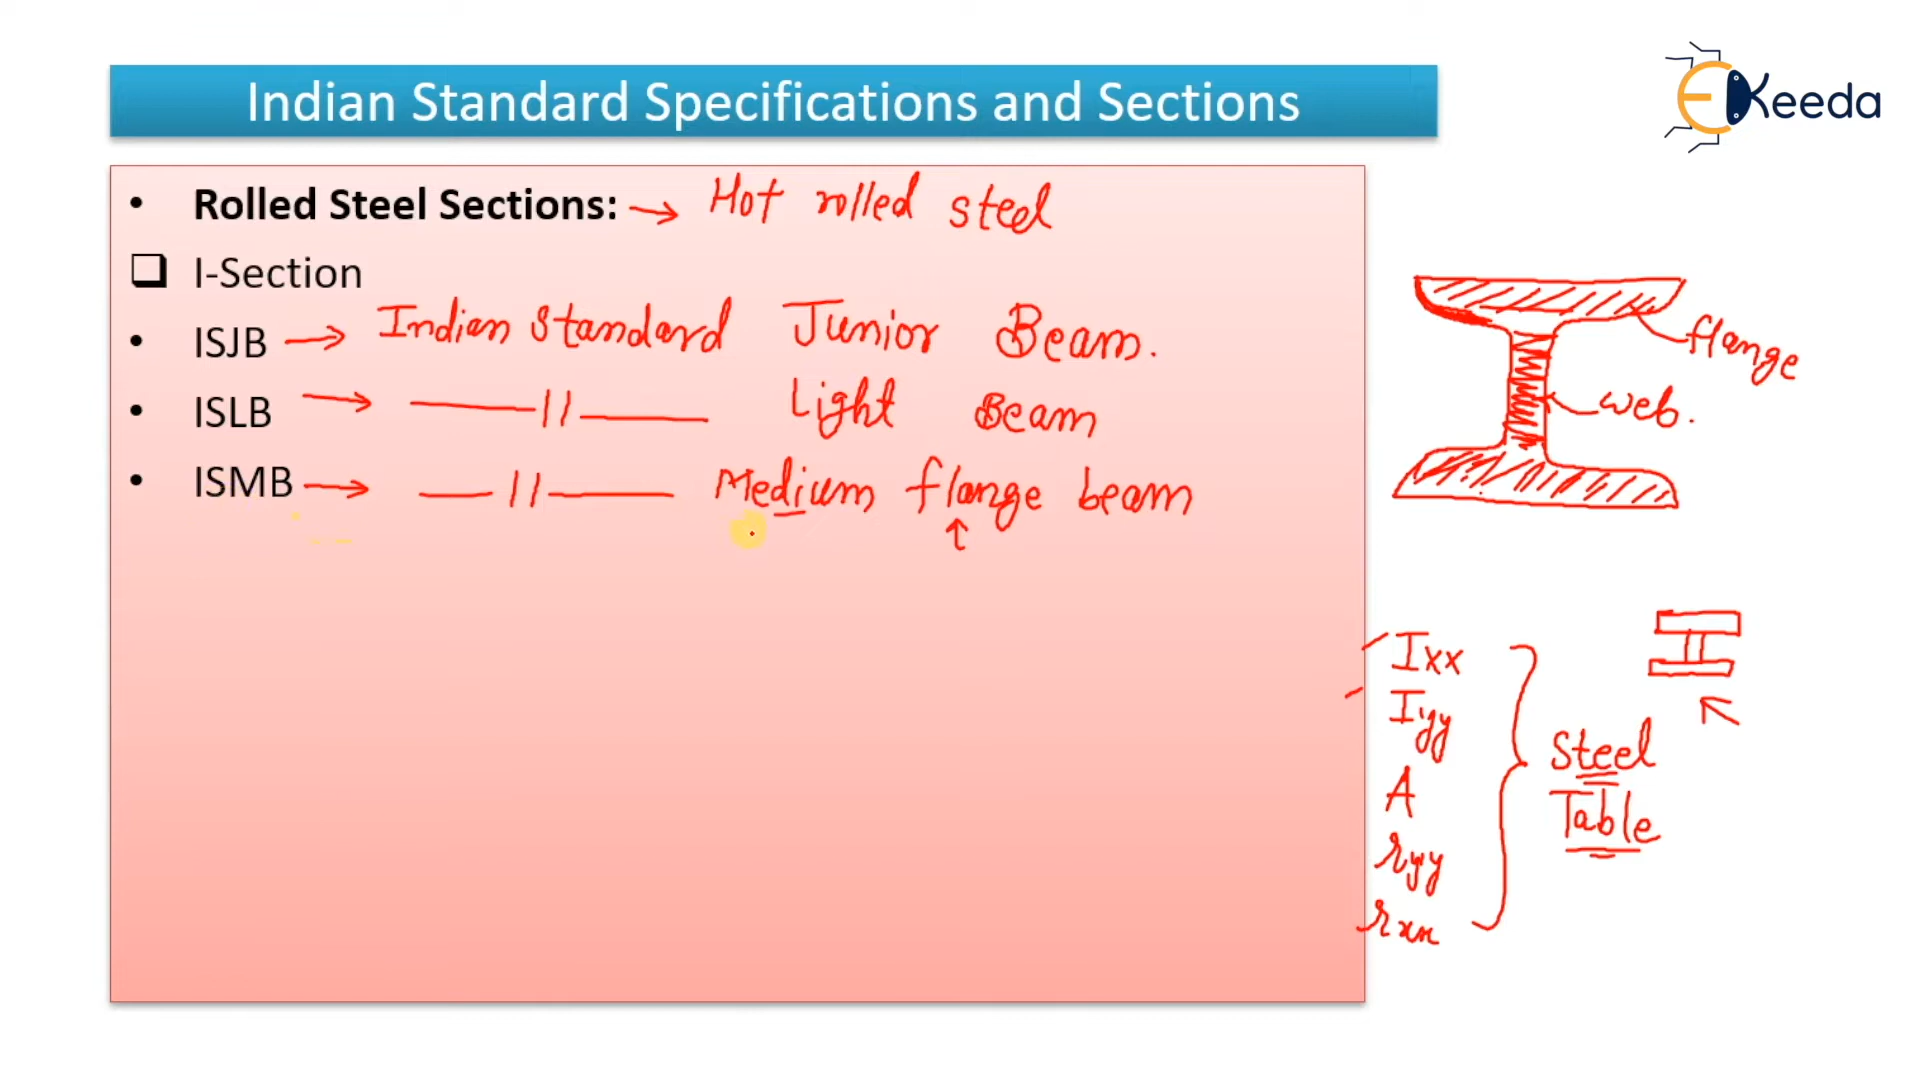 Indian Standard Specifications and Sections
EKeeda
• Rolled Steel Sections: → Hot rolled steel
❑ I-Section
• ISJB → Indian Standard Junior Beam.
• ISLB → —— 11 —— Light Beam
• ISMB → — 11 —— Medium flange beam
↑
flange
web.
Ixx
Iyy
A
ryy
rxx
Steel
Table